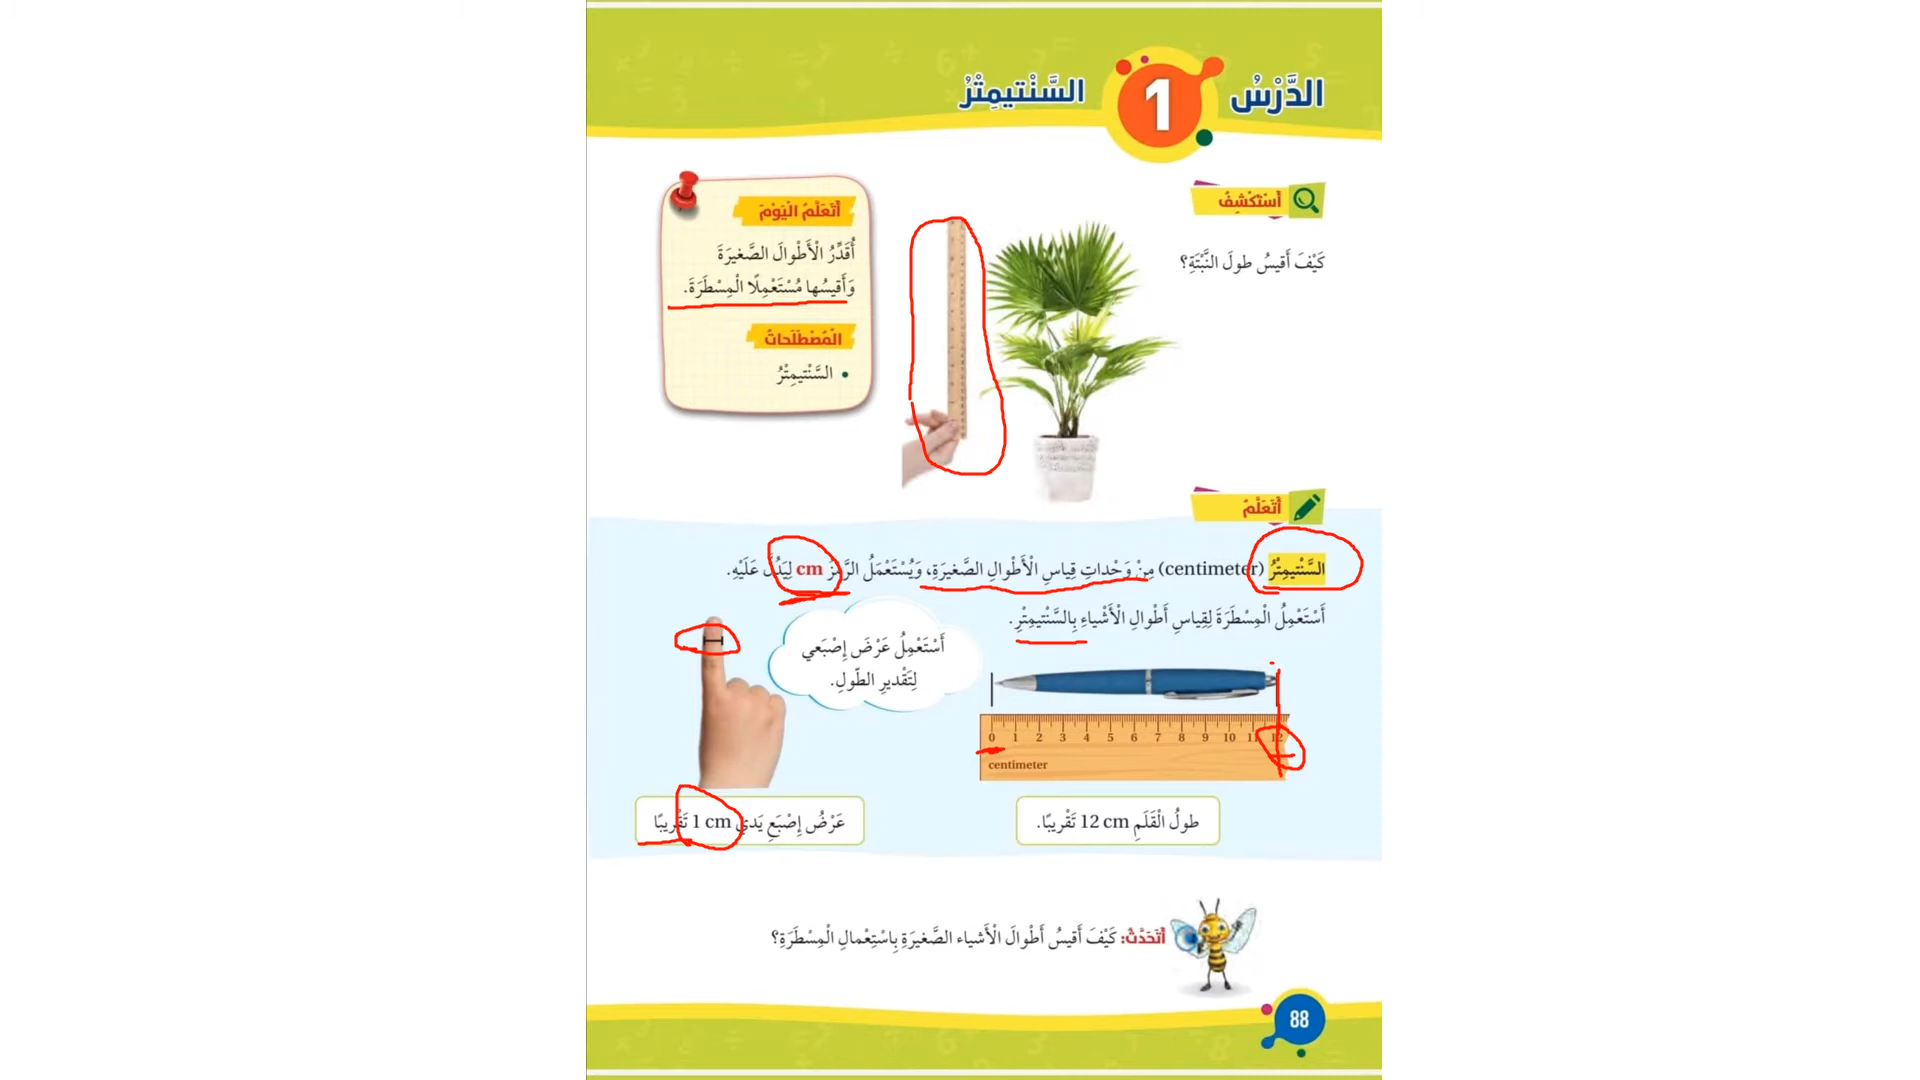 الدَّرْسُ 1 السَّنْتيمِتْرُ
أَسْتَكْشِفُ
كَيْفَ أَقيسُ طولَ النَّبْتَةِ؟
أَتَعَلَّمُ الْيَوْمَ
أُقَدِّرُ الْأَطْوالَ الصَّغيرَةَ
وَأَقيسُها مُسْتَعْمِلًا الْمِسْطَرَةَ.
الْمُصْطَلَحاتُ
• السَّنْتيمِتْرُ
أَتَعَلَّمُ
السَّنْتيمِتْرُ (centimeter) مِنْ وَحْداتِ قِياسِ الْأَطْوالِ الصَّغيرَةِ، وَيُسْتَعْمَلُ الرَّمْزُ cm لِيَدُلَّ عَلَيْهِ.
أَسْتَعْمِلُ الْمِسْطَرَةَ لِقِياسِ أَطْوالِ الْأَشْياءِ بِالسَّنْتيمِتْرِ.
أَسْتَعْمِلُ عَرْضَ إِصْبَعي
لِتَقْديرِ الطّولِ.
0 1 2 3 4 5 6 7 8 9 10 11 12
centimeter
طولُ الْقَلَمِ 12 cm تَقْريبًا.
عَرْضُ إِصْبَعِ يَدي 1 cm تَقْريبًا
أَتَحَدَّثُ: كَيْفَ أَقيسُ أَطْوالَ الْأَشياء الصَّغيرَةِ بِاسْتِعْمالِ الْمِسْطَرَةِ؟
88